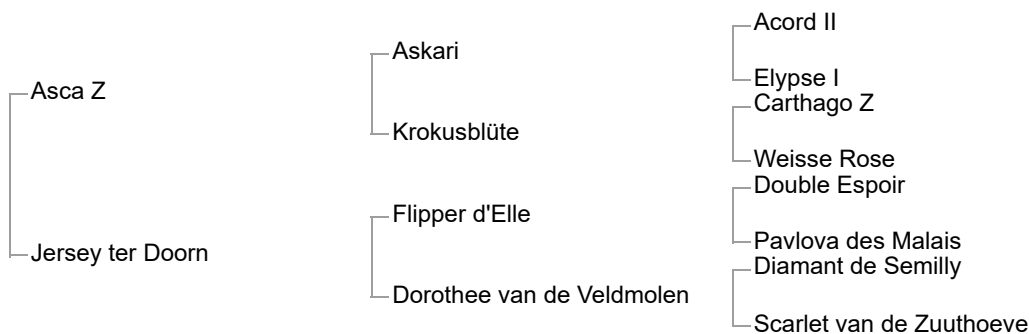 Acord II
Askari
Elypse I
Asca Z
Carthago Z
Krokusblüte
Weisse Rose
Double Espoir
Flipper d'Elle
Pavlova des Malais
Jersey ter Doorn
Diamant de Semilly
Dorothee van de Veldmolen
Scarlet van de Zuuthoeve